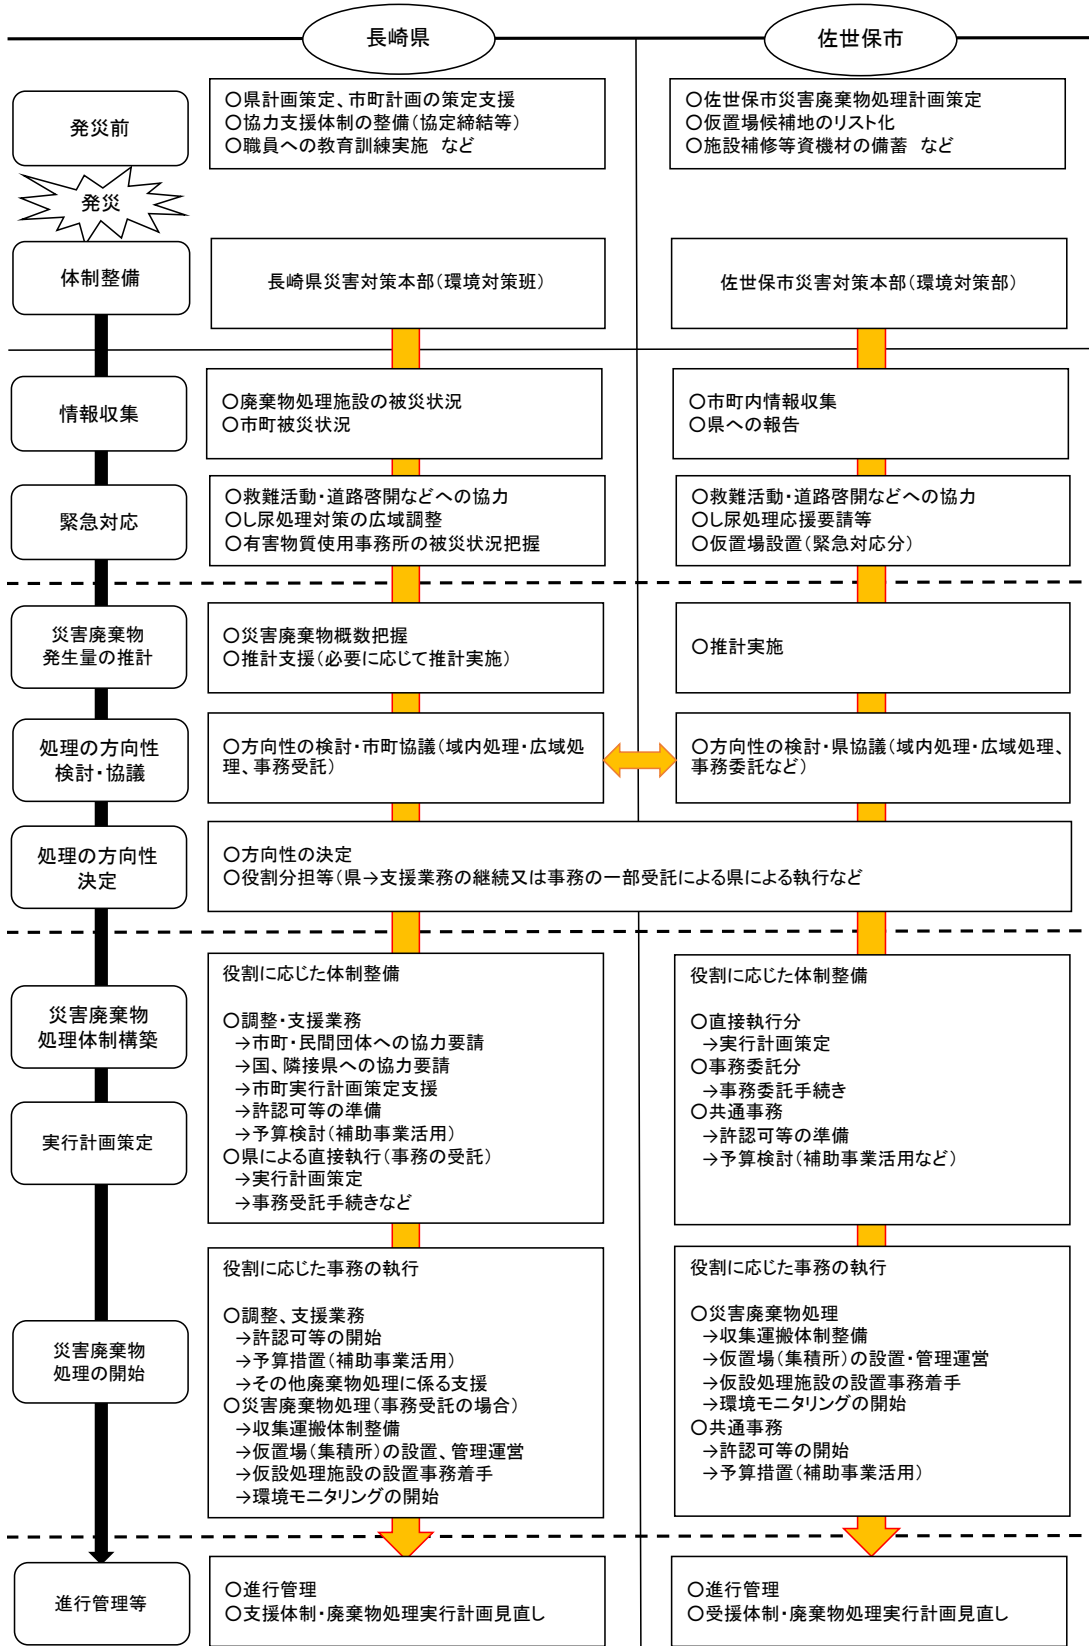 長崎県
佐世保市
発災前
○県計画策定、市町計画の策定支援
○協力支援体制の整備(協定締結等)
○職員への教育訓練実施 など
○佐世保市災害廃棄物処理計画策定
○仮置場候補地のリスト化
○施設補修等資機材の備蓄 など
発災
体制整備
長崎県災害対策本部(環境対策班)
佐世保市災害対策本部(環境対策部)
情報収集
○廃棄物処理施設の被災状況
○市町被災状況
○市町内情報収集
○県への報告
緊急対応
○救難活動・道路啓開などへの協力
○し尿処理対策の広域調整
○有害物質使用事務所の被災状況把握
○救難活動・道路啓開などへの協力
○し尿処理応援要請等
○仮置場設置(緊急対応分)
災害廃棄物
発生量の推計
○災害廃棄物概数把握
○推計支援(必要に応じて推計実施)
○推計実施
処理の方向性
検討・協議
○方向性の検討・市町協議(域内処理・広域処
理、事務受託)
○方向性の検討・県協議(域内処理・広域処理、
事務委託など)
処理の方向性
決定
○方向性の決定
○役割分担等(県→支援業務の継続又は事務の一部受託による県による執行など
災害廃棄物
処理体制構築
実行計画策定
役割に応じた体制整備
○調整・支援業務
→市町・民間団体への協力要請
→国、隣接県への協力要請
→市町実行計画策定支援
→許認可等の準備
→予算検討(補助事業活用)
○県による直接執行(事務の受託)
→実行計画策定
→事務受託手続きなど
役割に応じた体制整備
○直接執行分
→実行計画策定
○事務委託分
→事務委託手続き
○共通事務
→許認可等の準備
→予算検討(補助事業活用など)
災害廃棄物
処理の開始
役割に応じた事務の執行
○調整、支援業務
→許認可等の開始
→予算措置(補助事業活用)
→その他廃棄物処理に係る支援
○災害廃棄物処理(事務受託の場合)
→収集運搬体制整備
→仮置場(集積所)の設置、管理運営
→仮設処理施設の設置事務着手
→環境モニタリングの開始
役割に応じた事務の執行
○災害廃棄物処理
→収集運搬体制整備
→仮置場(集積所)の設置・管理運営
→仮設処理施設の設置事務着手
→環境モニタリングの開始
○共通事務
→許認可等の開始
→予算措置(補助事業活用)
進行管理等
○進行管理
○支援体制・廃棄物処理実行計画見直し
○進行管理
○受援体制・廃棄物処理実行計画見直し